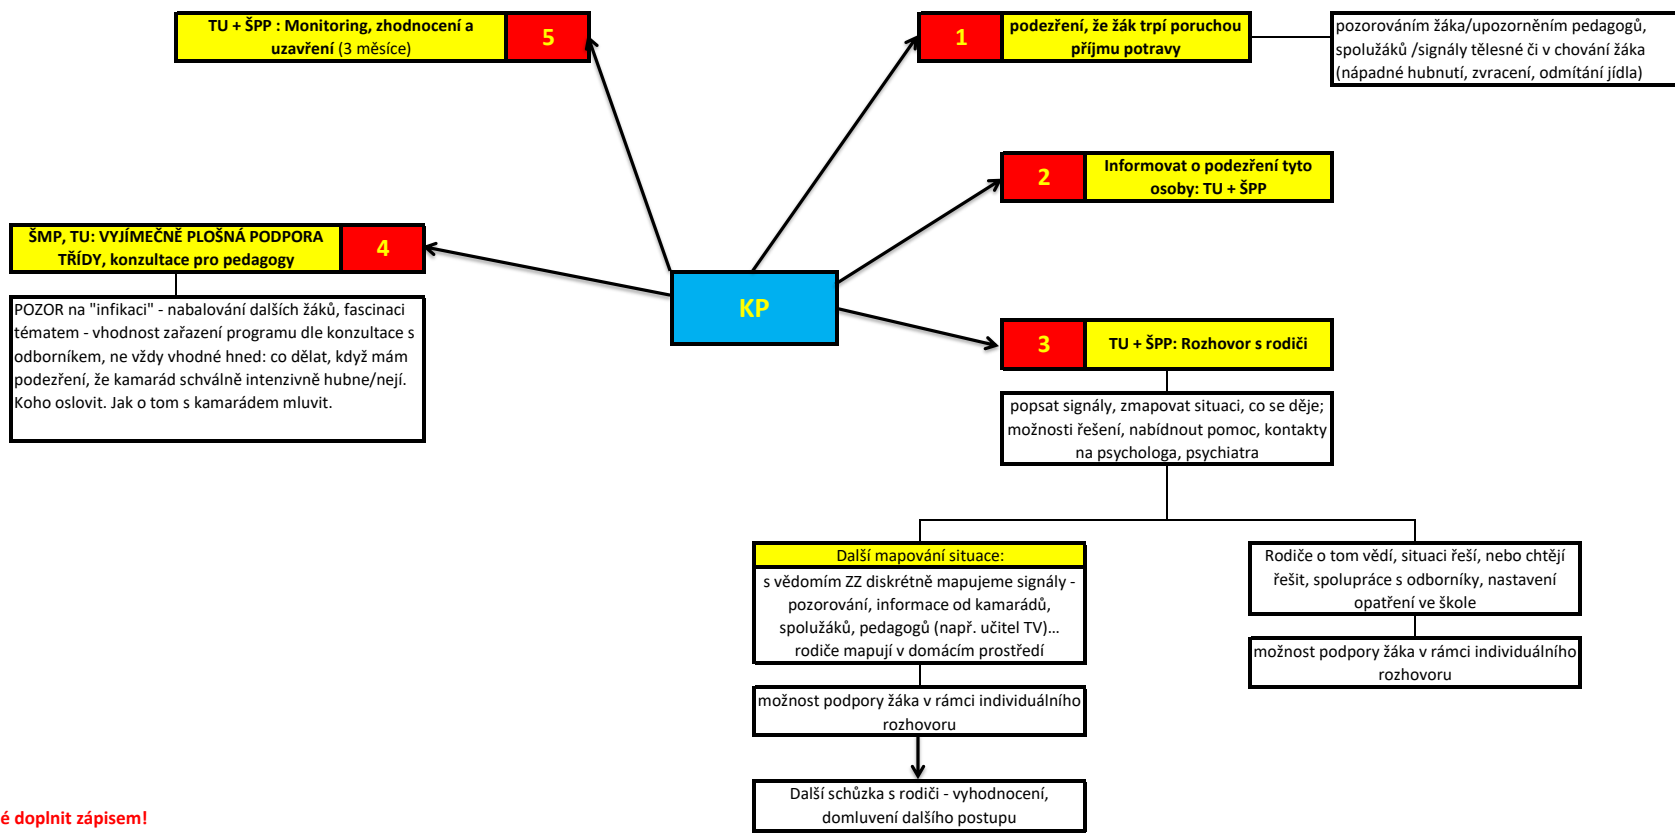 TU + ŠPP : Monitoring, zhodnocení a
uzavření (3 měsíce)
5
1
podezření, že žák trpí poruchou
příjmu potravy
pozorováním žáka/upozorněním pedagogů,
spolužáků /signály tělesné či v chování žáka
(nápadné hubnutí, zvracení, odmítání jídla)
2
Informovat o podezření tyto
osoby: TU + ŠPP
ŠMP, TU: VYJÍMEČNĚ PLOŠNÁ PODPORA
TŘÍDY, konzultace pro pedagogy
4
POZOR na "infikaci" - nabalování dalších žáků, fascinaci
tématem - vhodnost zařazení programu dle konzultace s
odborníkem, ne vždy vhodné hned: co dělat, když mám
podezření, že kamarád schválně intenzivně hubne/nejí.
Koho oslovit. Jak o tom s kamarádem mluvit.
KP
3
TU + ŠPP: Rozhovor s rodiči
popsat signály, zmapovat situaci, co se děje;
možnosti řešení, nabídnout pomoc, kontakty
na psychologa, psychiatra
Další mapování situace:
s vědomím ZZ diskrétně mapujeme signály -
pozorování, informace od kamarádů,
spolužáků, pedagogů (např. učitel TV)...
rodiče mapují v domácím prostředí
možnost podpory žáka v rámci individuálního
rozhovoru
Další schůzka s rodiči - vyhodnocení,
domluvení dalšího postupu
Rodiče o tom vědí, situaci řeší, nebo chtějí
řešit, spolupráce s odborníky, nastavení
opatření ve škole
možnost podpory žáka v rámci individuálního
rozhovoru
é doplnit zápisem!